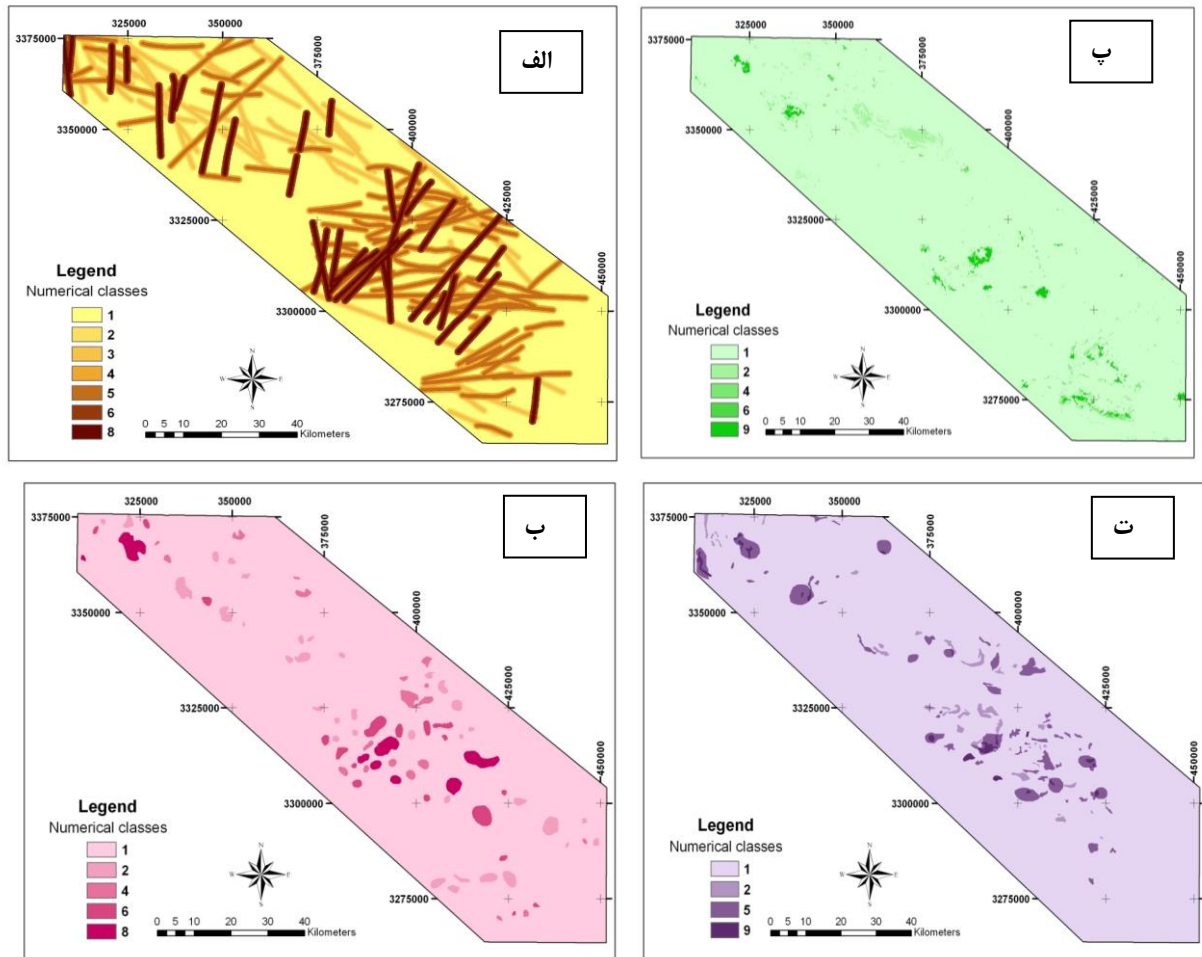 الف
325000
350000
3375000
375000
3350000
400000
3325000
425000
450000
3300000
3275000
Legend
Numerical classes
1
2
3
4
5
6
8
N
W E
S
0 5 10 20 30 40
Kilometers
پ
325000
350000
3375000
375000
3350000
400000
3325000
425000
450000
3300000
3275000
Legend
Numerical classes
1
2
4
6
9
N
W E
S
0 5 10 20 30 40
Kilometers
ب
325000
350000
3375000
375000
3350000
400000
3325000
425000
450000
3300000
3275000
Legend
Numerical classes
1
2
4
6
8
N
W E
S
0 5 10 20 30 40
Kilometers
ت
325000
350000
3375000
375000
3350000
400000
3325000
425000
450000
3300000
3275000
Legend
Numerical classes
1
2
5
9
N
W E
S
0 5 10 20 30 40
Kilometers